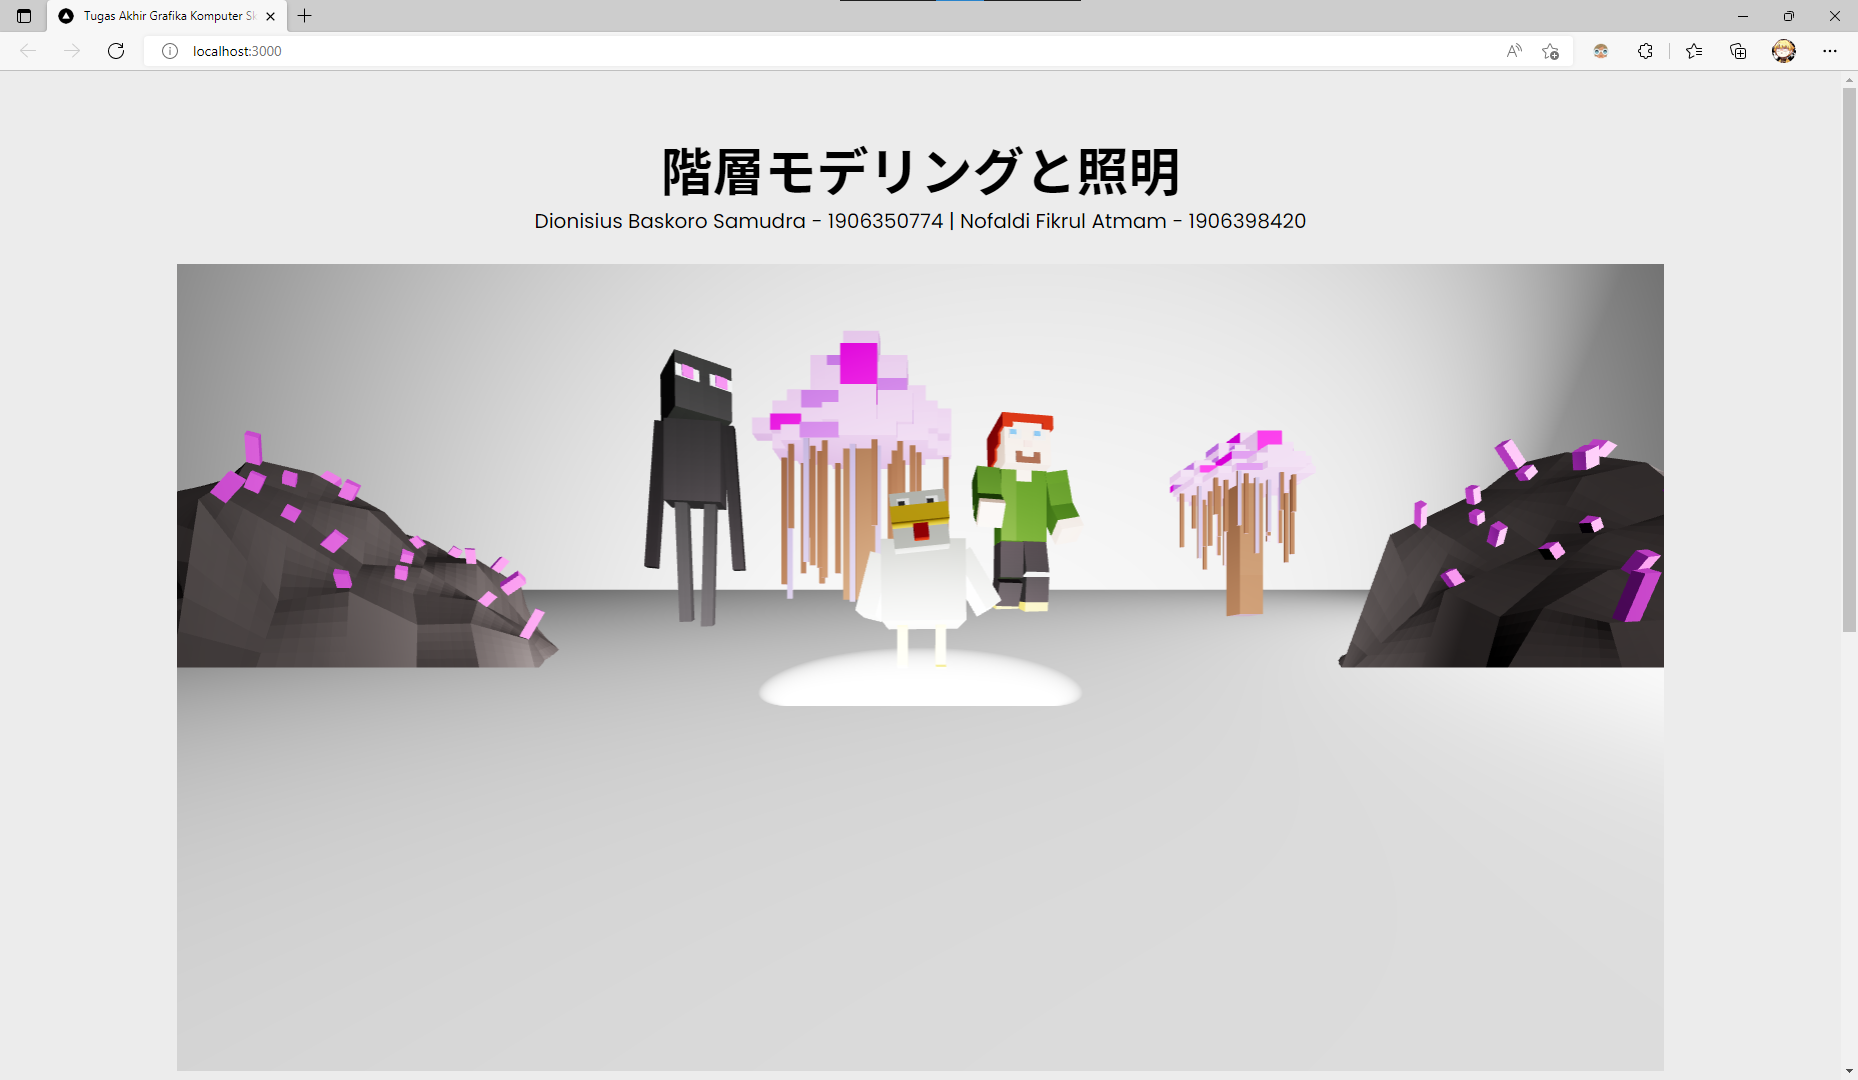 Tugas Akhir Grafika Komputer Sk
localhost:3000
階層モデリングと照明
Dionisius Baskoro Samudra - 1906350774 | Nofaldi Fikrul Atmam - 1906398420